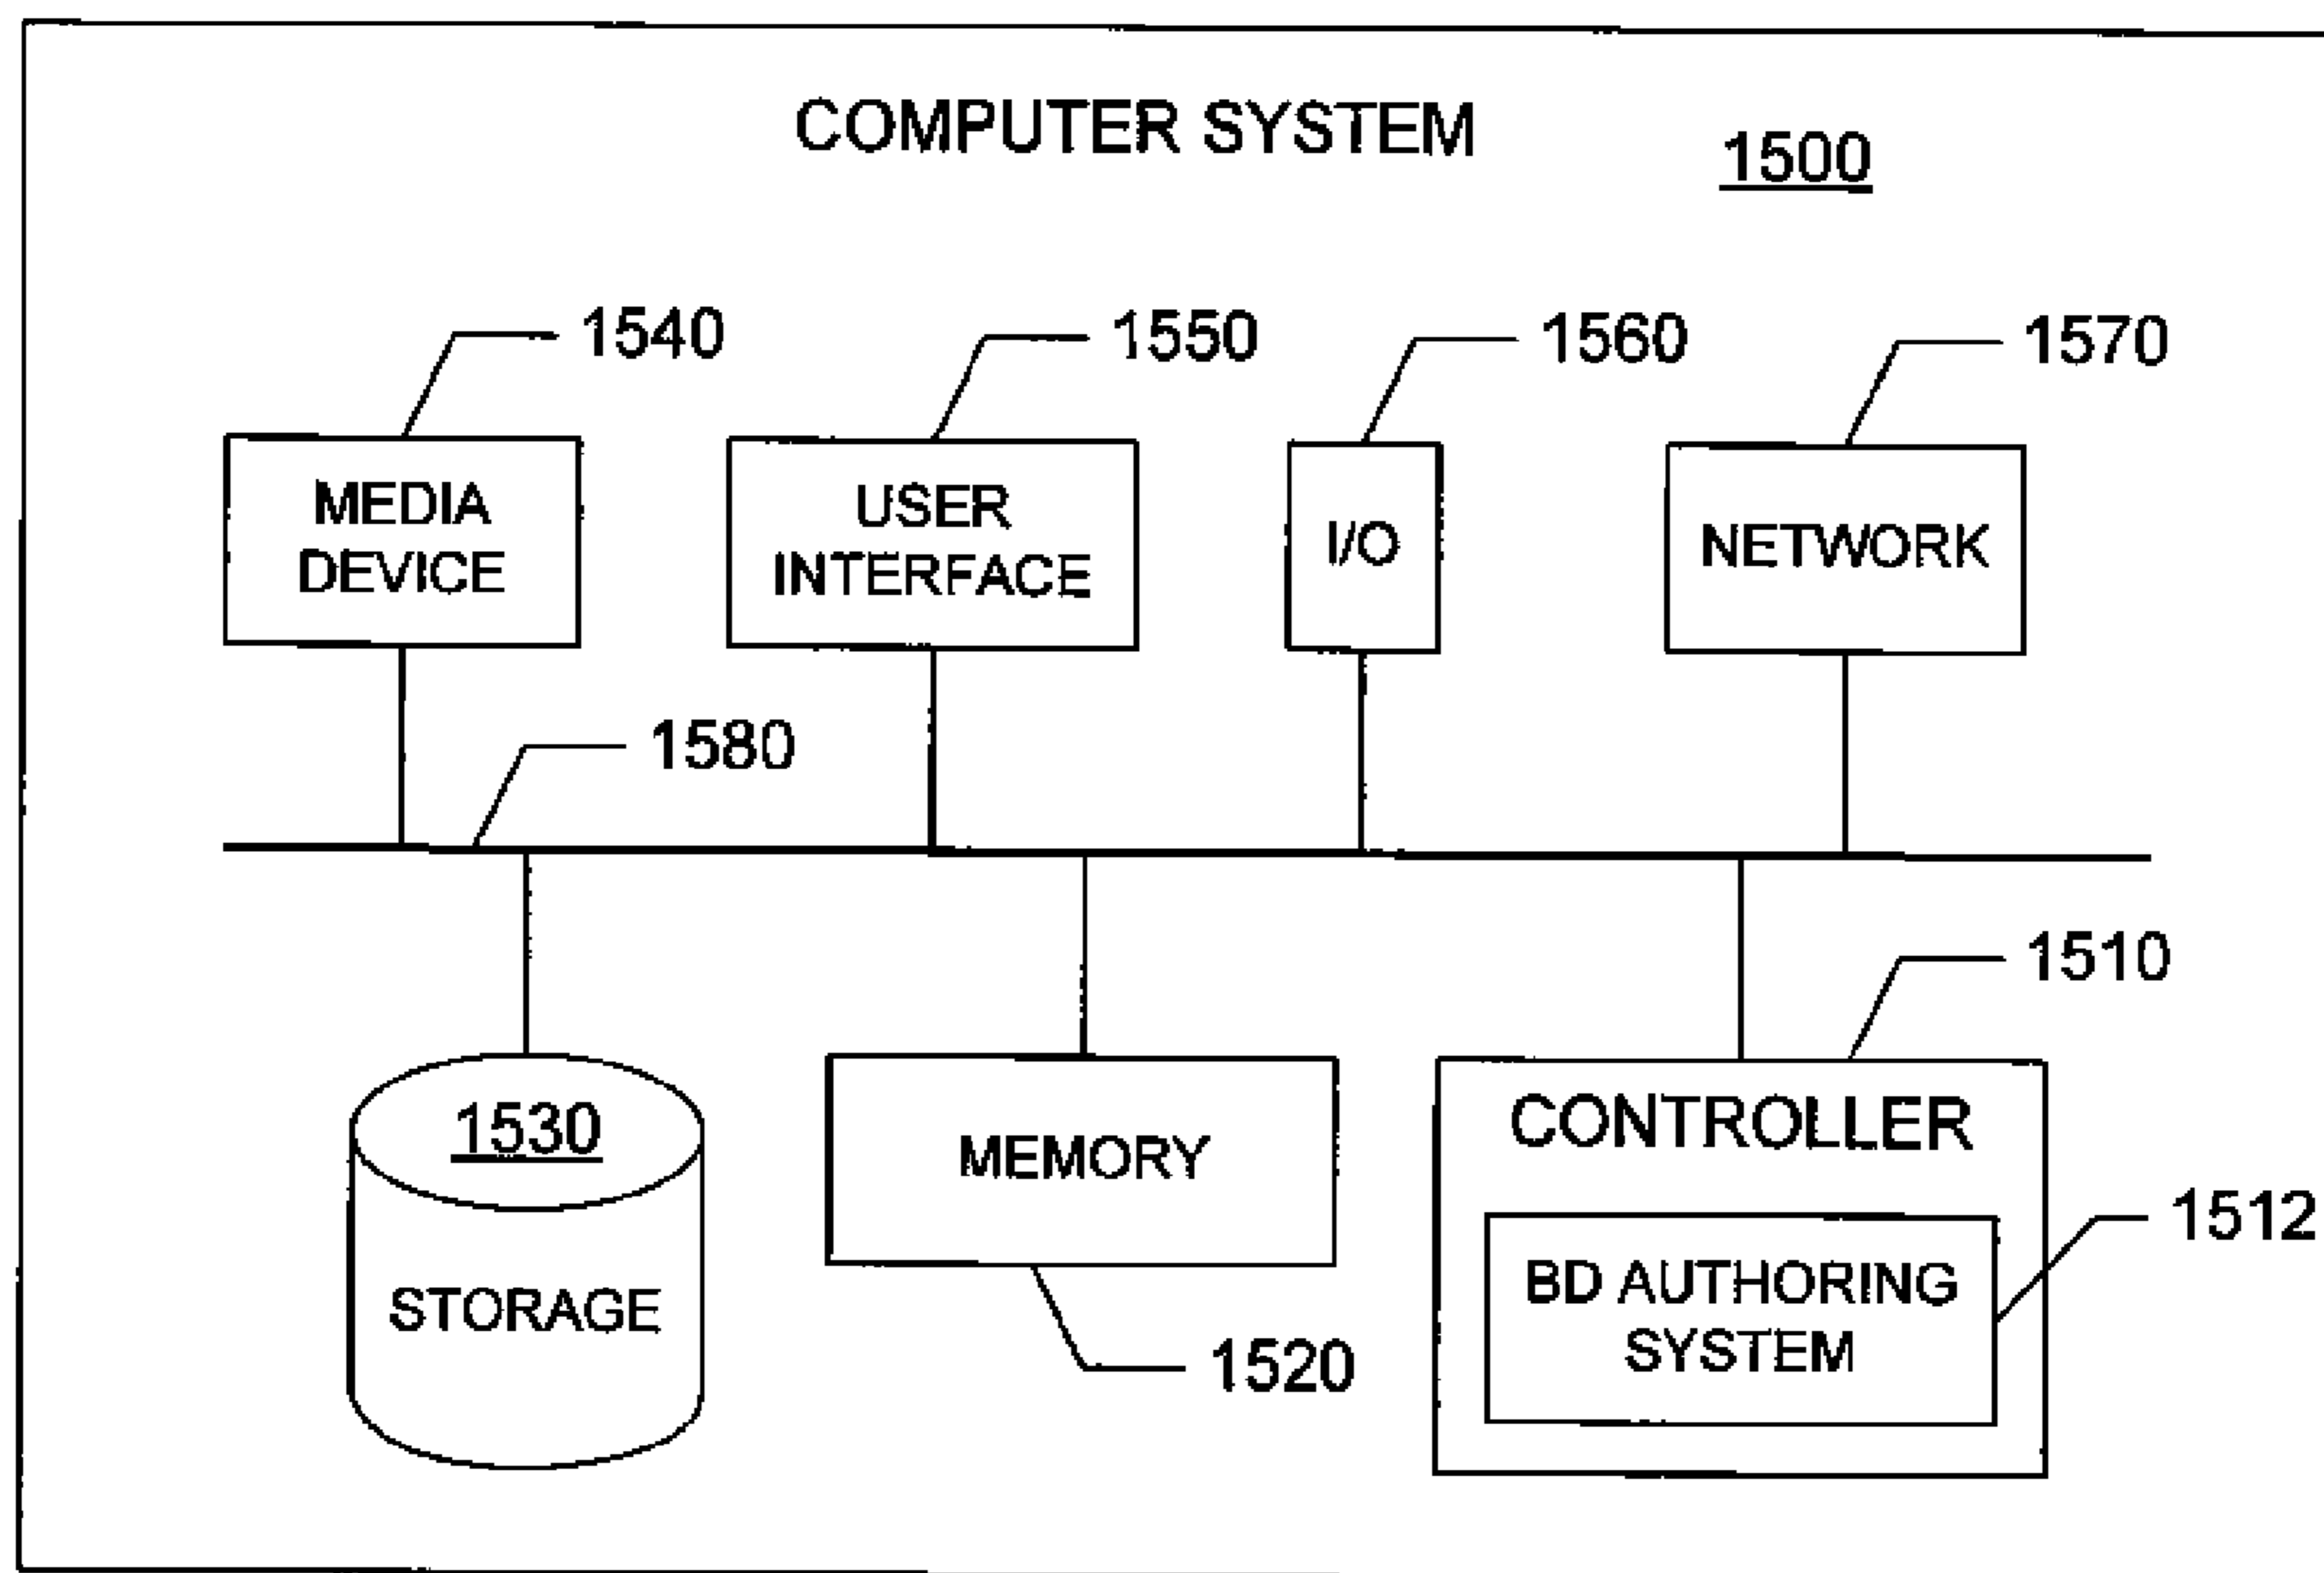 COMPUTER SYSTEM
1500
1540
1550
1560
1570
MEDIA
DEVICE
USER
INTERFACE
I/O
NETWORK
1580
1510
1530
STORAGE
MEMORY
1520
CONTROLLER
BD AUTHORING
SYSTEM
1512